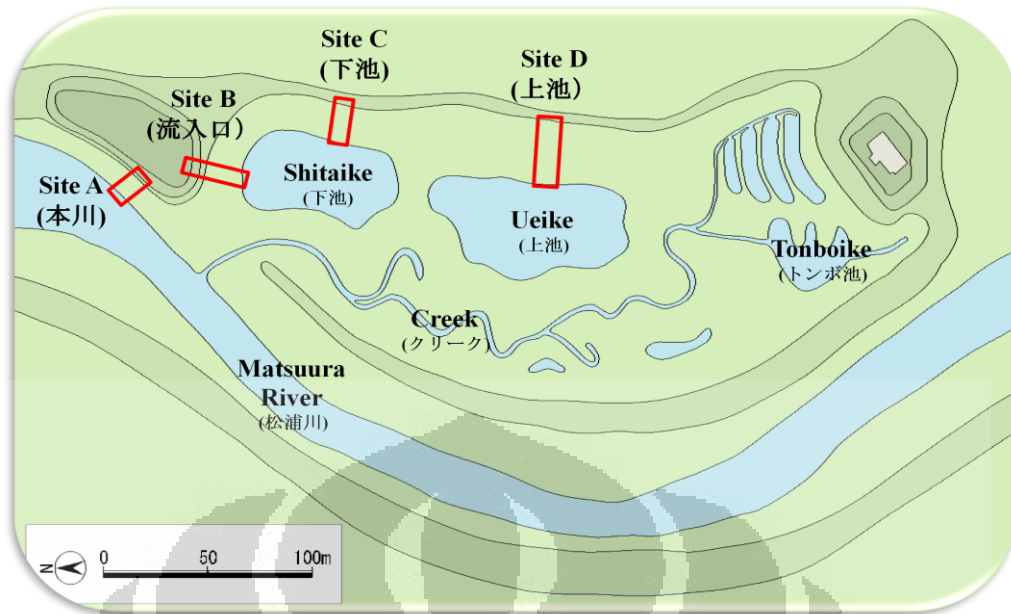 Site C
(下池)
Site D
(上池)
Site B
(流入口)
Site A
(本川)
Shitaike
(下池)
Ueike
(上池)
Tonboike
(トンボ池)
Creek
(クリーク)
Matsuura
River
(松浦川)
N
0 50 100m